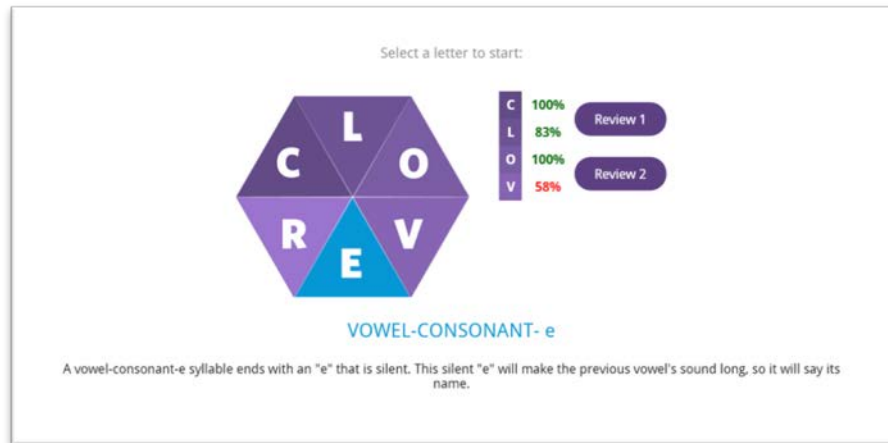 Select a letter to start:
L
C
O
R
V
E
C 100%
L 83%
O 100%
V 58%
Review 1
Review 2
VOWEL-CONSONANT- e
A vowel-consonant-e syllable ends with an "e" that is silent. This silent "e" will make the previous vowel's sound long, so it will say its
name.